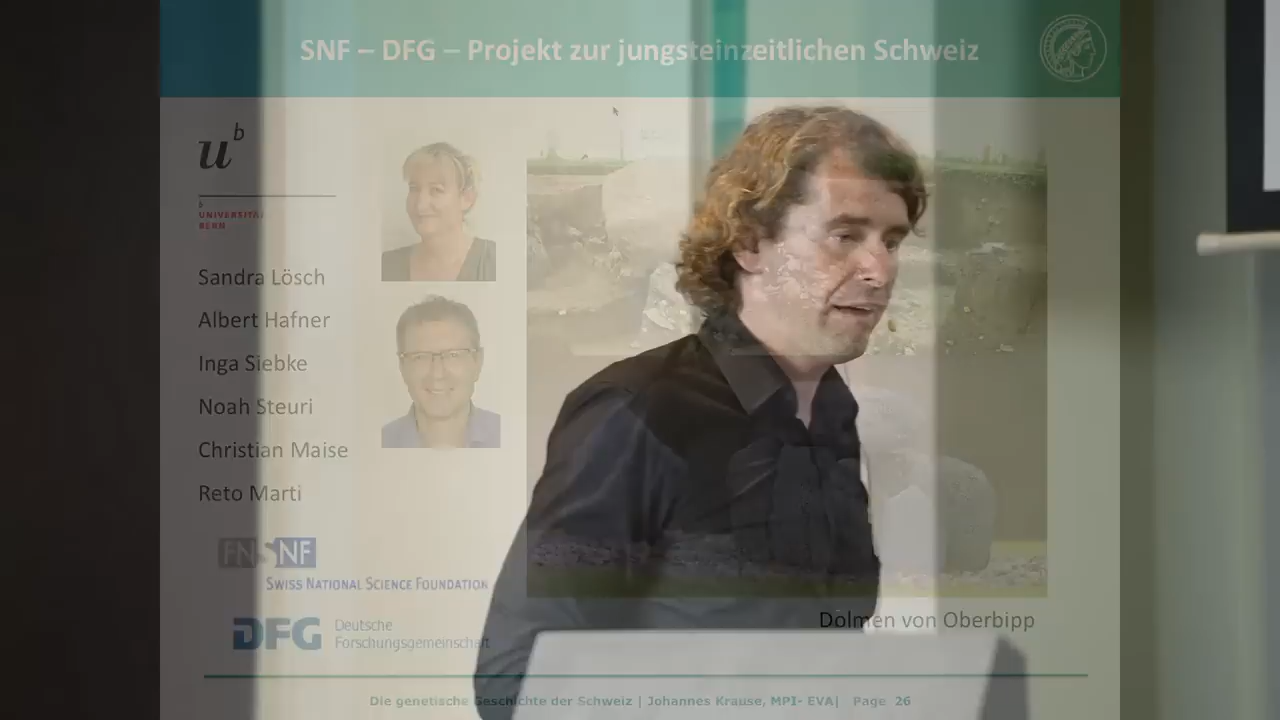 SNF – DFG – Projekt zur jungsteinzeitlichen Schweiz
u b
b
UNIVERSITÄT
BERN
Sandra Lösch
Albert Hafner
Inga Siebke
Noah Steuri
Christian Maise
Reto Marti
FNSNF
SWISS NATIONAL SCIENCE FOUNDATION
DFG Deutsche
Forschungsgemeinschaft
Dolmen von Oberbipp
Die genetische Geschichte der Schweiz | Johannes Krause, MPI- EVA| Page 26